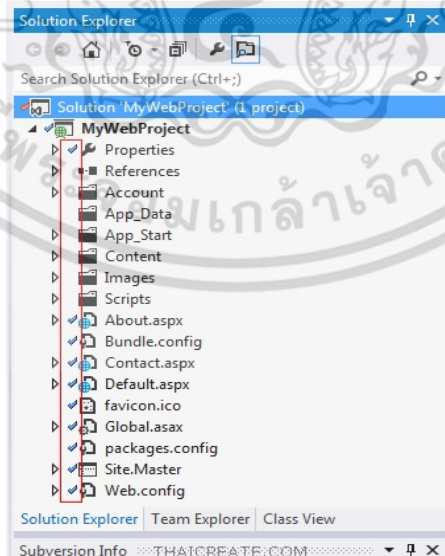 Solution Explorer
Search Solution Explorer (Ctrl+;)
Solution 'MyWebProject' (1 project)
MyWebProject
Properties
References
Account
App_Data
App_Start
Content
Images
Scripts
About.aspx
Bundle.config
Contact.aspx
Default.aspx
favicon.ico
Global.asax
packages.config
Site.Master
Web.config
Solution Explorer Team Explorer Class View
Subversion Info THAICREATE.COM